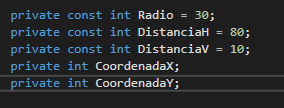 private const int Radio = 30;
private const int DistanciaH = 80;
private const int DistanciaV = 10;
private int CoordenadaX;
private int CoordenadaY;